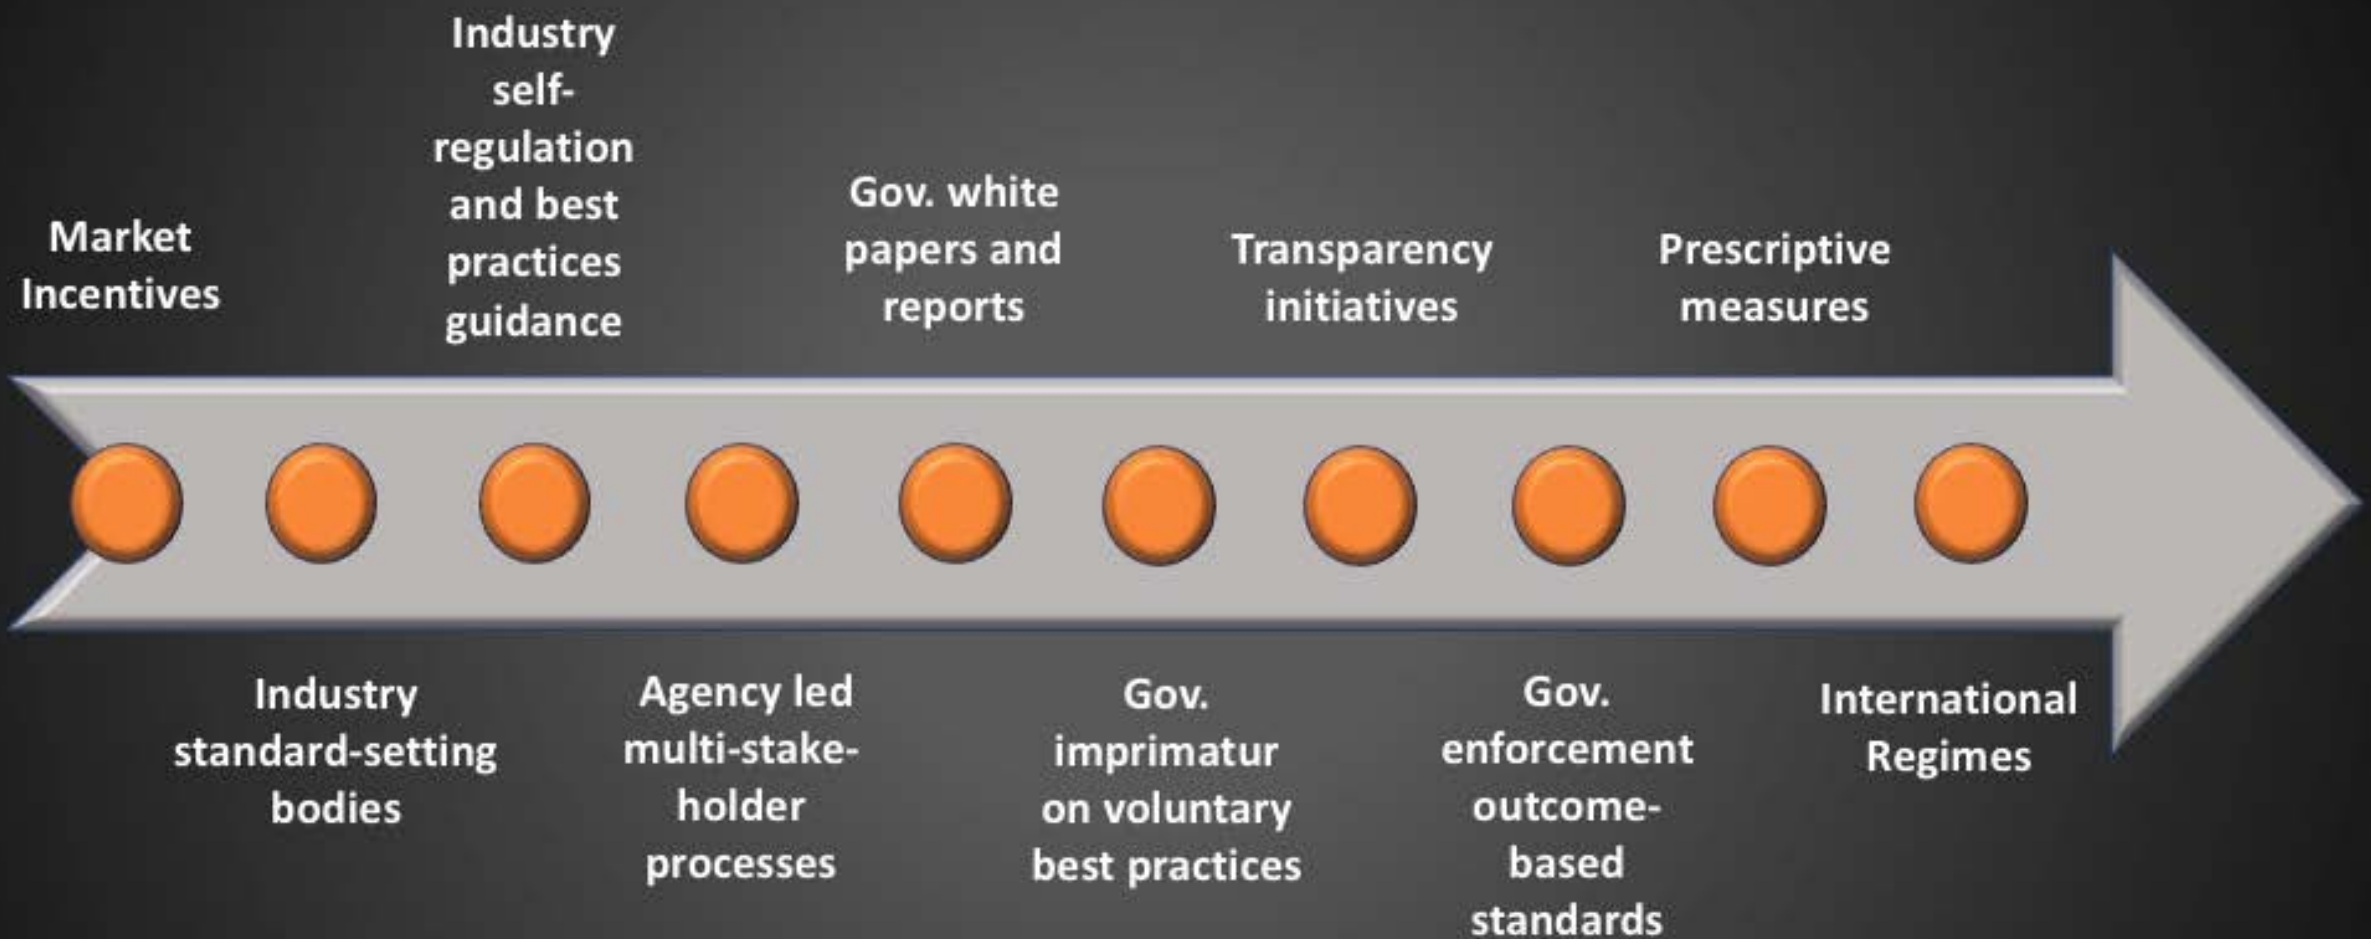 Market
Incentives
Industry
standard-setting
bodies
Industry
self-
regulation
and best
practices
guidance
Agency led
multi-stake-
holder
processes
Gov. white
papers and
reports
Gov.
imprimatur
on voluntary
best practices
Transparency
initiatives
Gov.
enforcement
outcome-
based
standards
Prescriptive
measures
International
Regimes